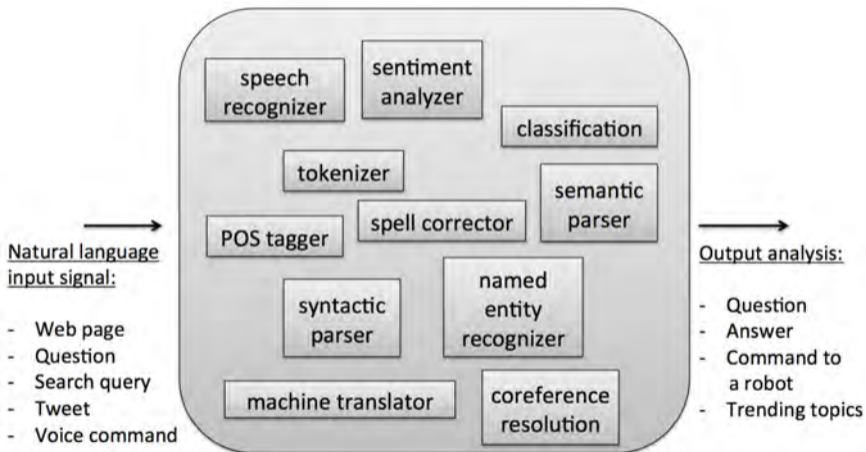 speech
recognizer
sentiment
analyzer
classification
tokenizer
semantic
parser
POS tagger
spell corrector
syntactic
parser
named
entity
recognizer
machine translator
coreference
resolution
Natural language
input signal:
- Web page
- Question
- Search query
- Tweet
- Voice command
Output analysis:
- Question
- Answer
- Command to
a robot
- Trending topics